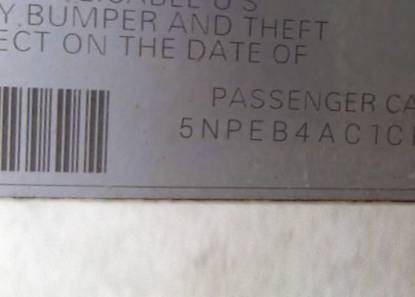 U S
Y. BUMPER AND THEFT
ECT ON THE DATE OF
PASSENGER CA
5NPEB4AC1C